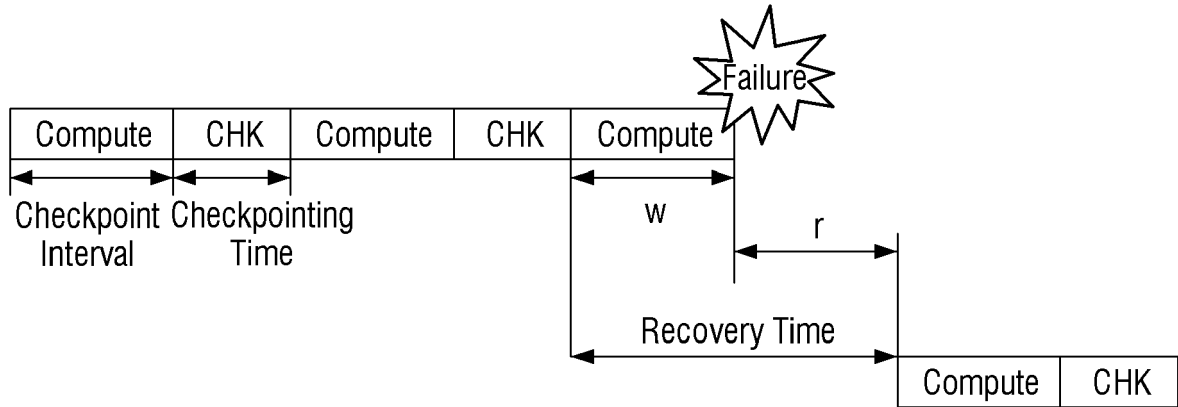 Failure
Compute
CHK
Compute
CHK
Compute
Checkpoint
Interval
Checkpointing
Time
w
r
Recovery Time
Compute
CHK